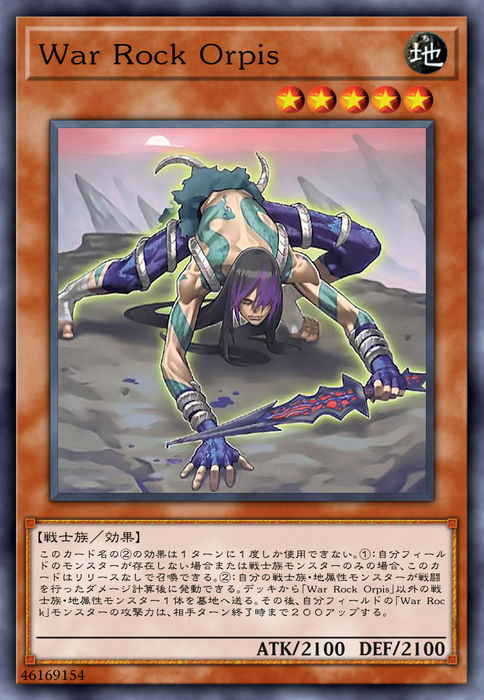 War Rock Orpis
ち
地
【戦士族／効果】
このカード名の②の効果は１ターンに１度しか使用できない。①：自分フィール
ドのモンスターが存在しない場合または戦士族モンスターのみの場合、このカ
ードはリリースなしで召喚できる。②：自分の戦士族・地属性モンスターが戦闘
を行ったダメージ計算後に発動できる。デッキから「War Rock Orpis」以外の戦
士族・地属性モンスター１体を墓地へ送る。その後、自分フィールドの「War Roc
k」モンスターの攻撃力は、相手ターン終了時まで２００アップする。
ATK/2100 DEF/2100
46169154